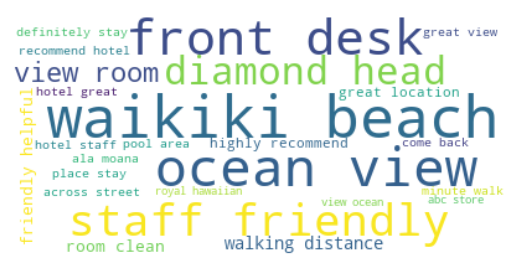 definitely stay
front desk
great view
recommend hotel
view room
diamond head
hotel great
great location
waikiki beach
friendly helpful
hotel staff
pool area
highly recommend
come back
ala moana
ocean view
place stay
across street
royal hawaiian
minute walk
view ocean
abc store
staff friendly
room clean
walking distance